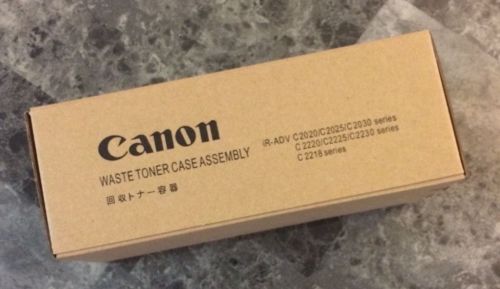 Canon
WASTE TONER CASE ASSEMBLY
回収トナー容器
iR-ADV C2020/C2025/C2030 series
C2220/C2225/C2230 series
C2218 series